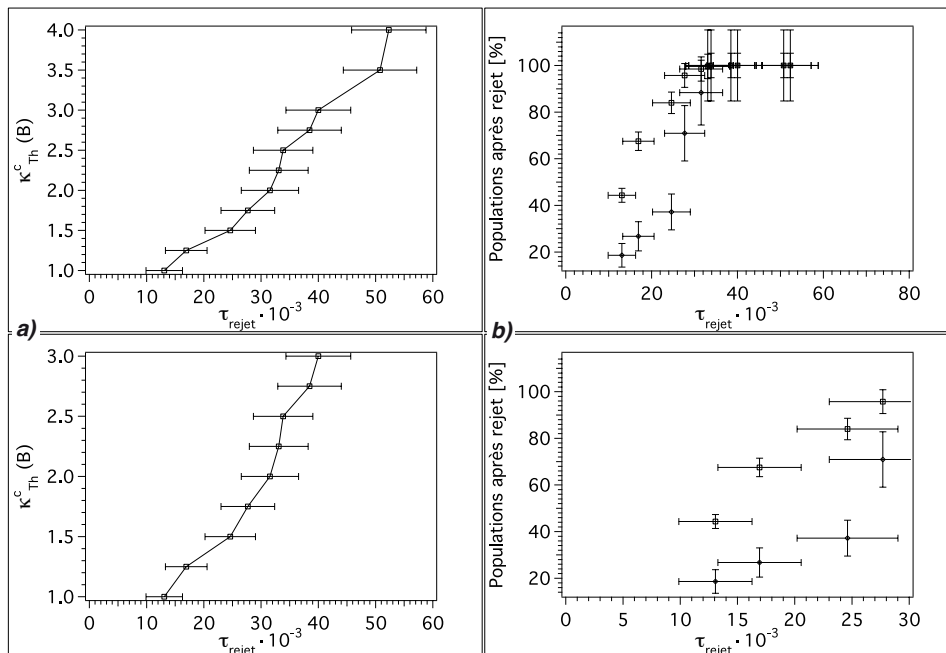 4.0
3.5
3.0
2.5
2.0
1.5
1.0
κ^c_Th (B)
0 10 20 30 40 50 60
τ_rejet · 10^-3
a)
100
80
60
40
20
Populations après rejet [%]
0 20 40 60 80
τ_rejet · 10^-3
b)
3.0
2.5
2.0
1.5
1.0
κ^c_Th (B)
0 10 20 30 40 50 60
τ_rejet · 10^-3
100
80
60
40
20
Populations après rejet [%]
0 5 10 15 20 25 30
τ_rejet · 10^-3